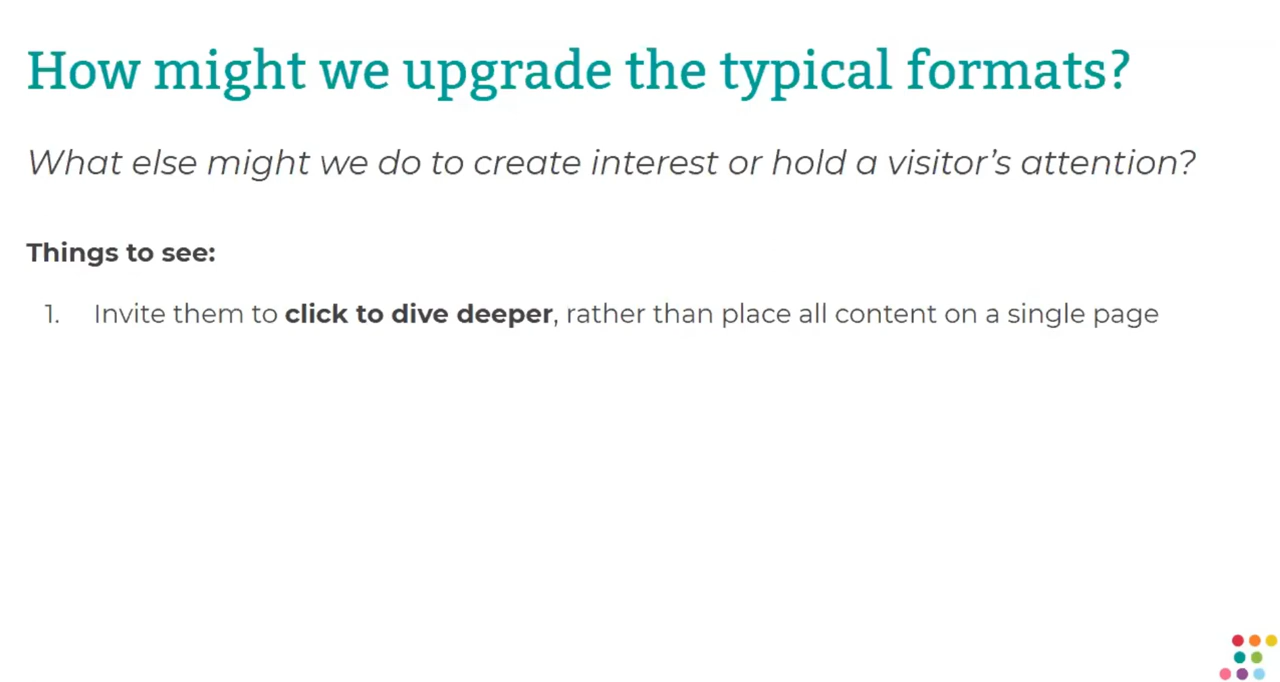 How might we upgrade the typical formats?
What else might we do to create interest or hold a visitor’s attention?
Things to see:
1. Invite them to click to dive deeper, rather than place all content on a single page